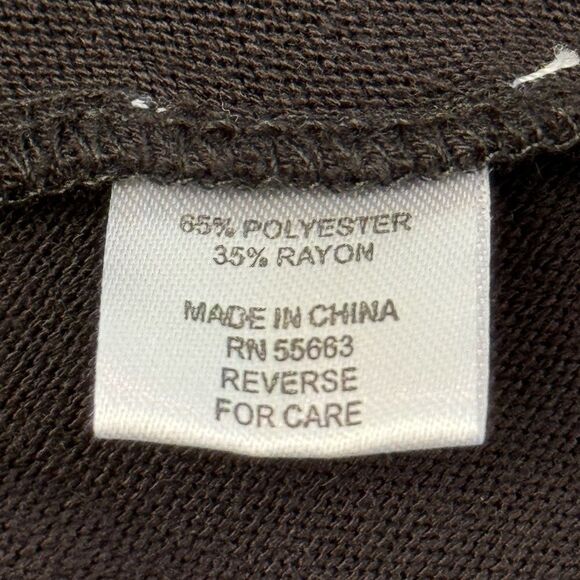 65% POLYESTER
35% RAYON
MADE IN CHINA
RN 55663
REVERSE
FOR CARE